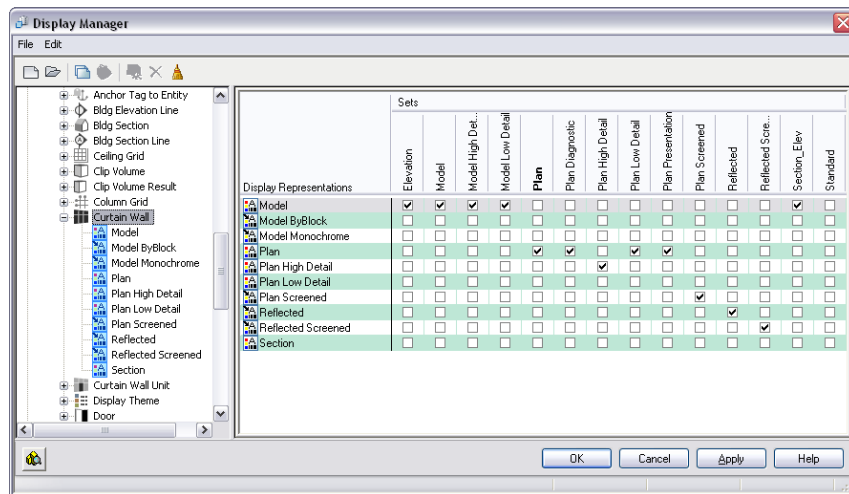 Display Manager
File Edit
Anchor Tag to Entity
Bldg Elevation Line
Bldg Section
Bldg Section Line
Ceiling Grid
Clip Volume
Clip Volume Result
Column Grid
Curtain Wall
Model
Model ByBlock
Model Monochrome
Plan
Plan High Detail
Plan Low Detail
Plan Screened
Reflected
Reflected Screened
Section
Curtain Wall Unit
Display Theme
Door
Sets
Display Representations
Elevation
Model
Model High Det...
Model Low Detail
Plan
Plan Diagnostic
Plan High Detail
Plan Low Detail
Plan Presentation
Plan Screened
Reflected
Reflected Scre...
Section_Elev
Standard
Model
Model ByBlock
Model Monochrome
Plan
Plan High Detail
Plan Low Detail
Plan Screened
Reflected
Reflected Screened
Section
OK Cancel Apply Help